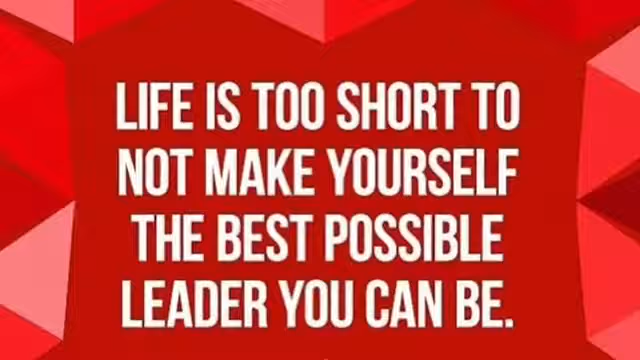 LIFE IS TOO SHORT TO
NOT MAKE YOURSELF
THE BEST POSSIBLE
LEADER YOU CAN BE.